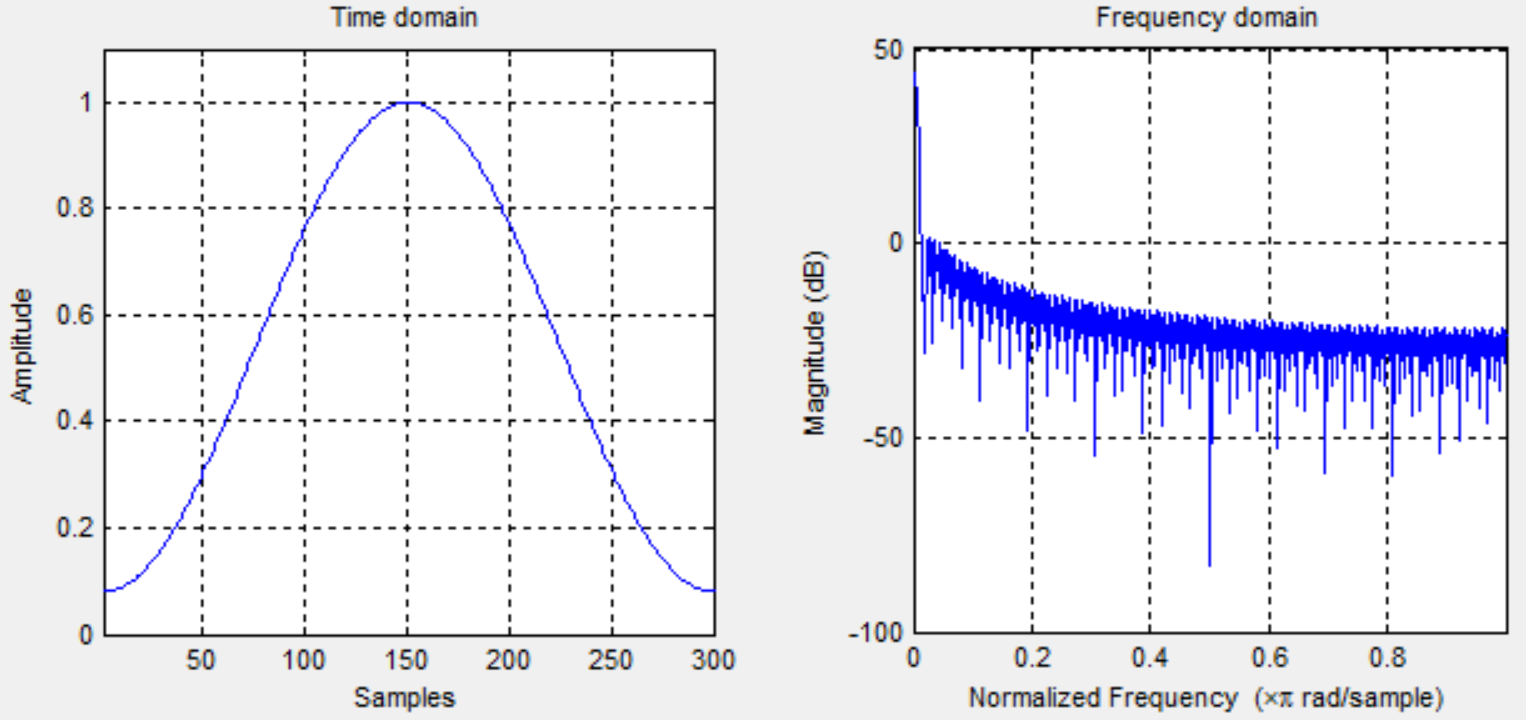 Time domain
Amplitude
1
0.8
0.6
0.4
0.2
0
50 100 150 200 250 300
Samples
Frequency domain
Magnitude (dB)
50
0
-50
-100
0 0.2 0.4 0.6 0.8
Normalized Frequency (×π rad/sample)